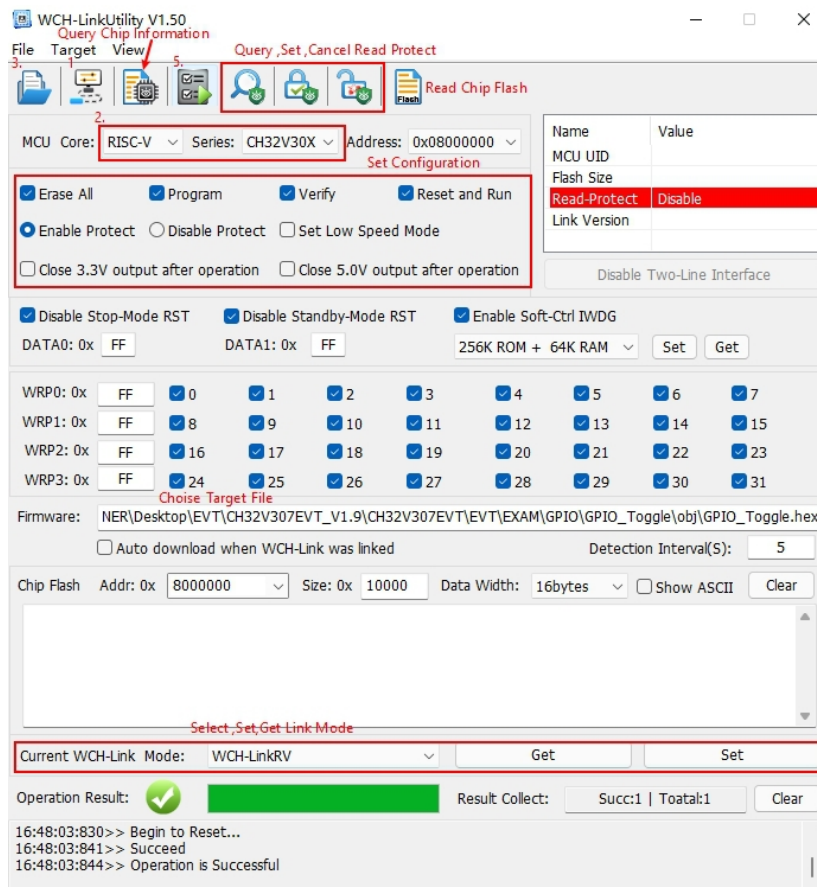 WCH-LinkUtility V1.50
Query Chip Information
File Target View
Query ,Set ,Cancel Read Protect
3. 1 5.
Flash
Read Chip Flash
2.
MCU Core: RISC-V Series: CH32V30X Address: 0x08000000
Set Configuration
Name Value
MCU UID
Flash Size
Read-Protect Disable
Link Version
Erase All Program Verify Reset and Run
Enable Protect Disable Protect Set Low Speed Mode
Close 3.3V output after operation Close 5.0V output after operation
Disable Two-Line Interface
Disable Stop-Mode RST Disable Standby-Mode RST Enable Soft-Ctrl IWDG
DATA0: 0x FF DATA1: 0x FF 256K ROM + 64K RAM Set Get
WRP0: 0x FF 0 1 2 3 4 5 6 7
WRP1: 0x FF 8 9 10 11 12 13 14 15
WRP2: 0x FF 16 17 18 19 20 21 22 23
WRP3: 0x FF 24 25 26 27 28 29 30 31
Choise Target File
Firmware: NER\Desktop\EVT\CH32V307EVT_V1.9\CH32V307EVT\EVT\EXAM\GPIO\GPIO_Toggle\obj\GPIO_Toggle.hex
Auto download when WCH-Link was linked Detection Interval(S): 5
Chip Flash Addr: 0x 8000000 Size: 0x 10000 Data Width: 16bytes Show ASCII Clear
Select ,Set,Get Link Mode
Current WCH-Link Mode: WCH-LinkRV Get Set
Operation Result: Result Collect: Succ:1 | Toatal:1 Clear
16:48:03:830>> Begin to Reset...
16:48:03:841>> Succeed
16:48:03:844>> Operation is Successful